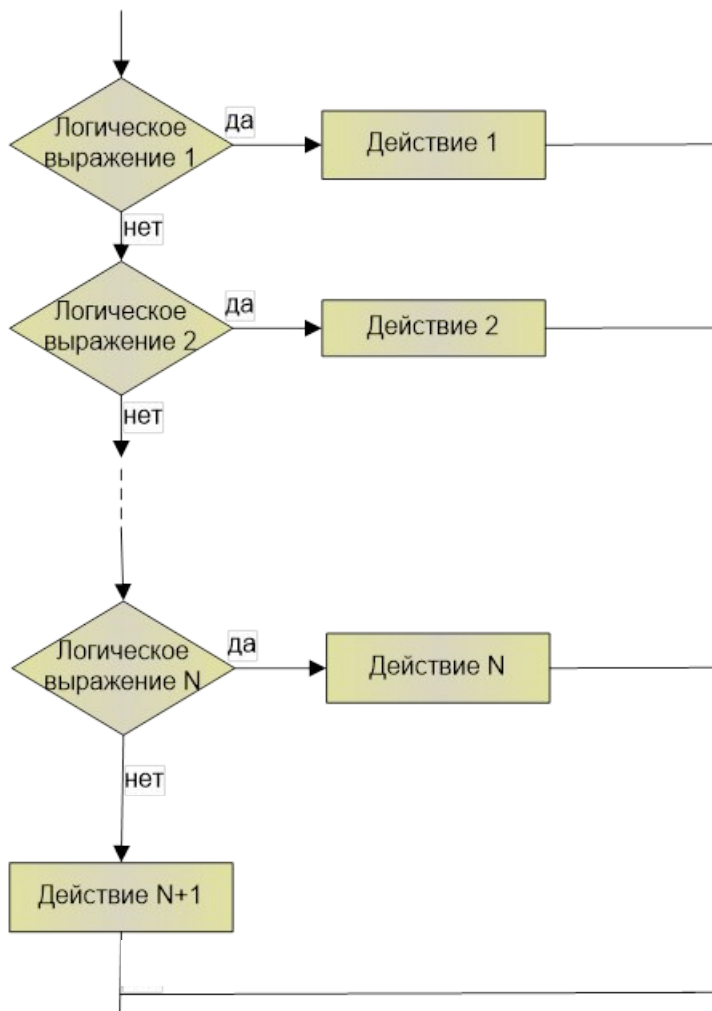 Логическое
выражение 1
да
Действие 1
нет
Логическое
выражение 2
да
Действие 2
нет
Логическое
выражение N
да
Действие N
нет
Действие N+1